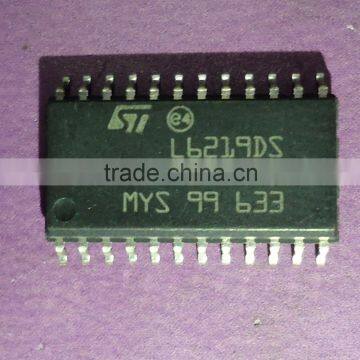 ST e4
L6219DS
trade.china.cn
MYS 99 633